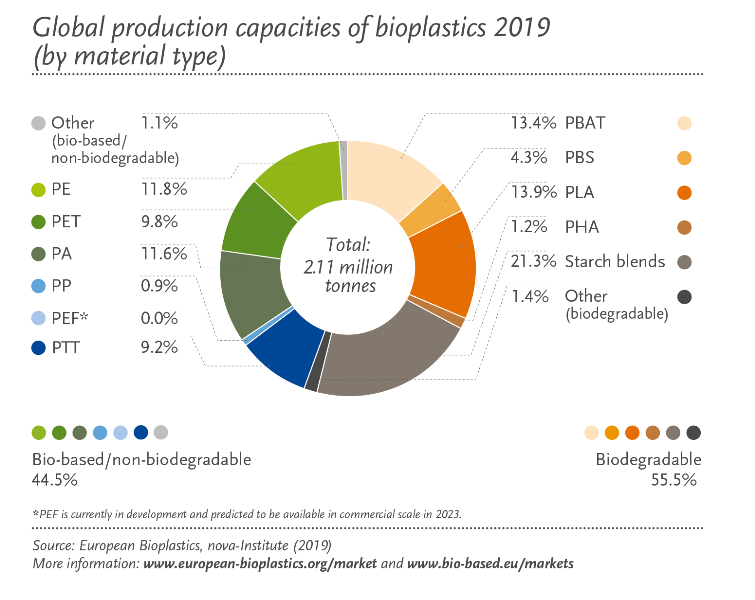 Global production capacities of bioplastics 2019
(by material type)
Other 1.1%
(bio-based/
non-biodegradable)
PE 11.8%
PET 9.8%
PA 11.6%
PP 0.9%
PEF* 0.0%
PTT 9.2%
Total:
2.11 million
tonnes
13.4% PBAT
4.3% PBS
13.9% PLA
1.2% PHA
21.3% Starch blends
1.4% Other
(biodegradable)
Bio-based/non-biodegradable
44.5%
Biodegradable
55.5%
*PEF is currently in development and predicted to be available in commercial scale in 2023.
Source: European Bioplastics, nova-Institute (2019)
More information: www.european-bioplastics.org/market and www.bio-based.eu/markets